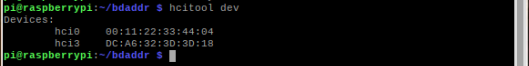 pi@raspberrypi:~/bdaddr $ hcitool dev
Devices:
        hci0    00:11:22:33:44:04
        hci3    DC:A6:32:3D:3D:18
pi@raspberrypi:~/bdaddr $